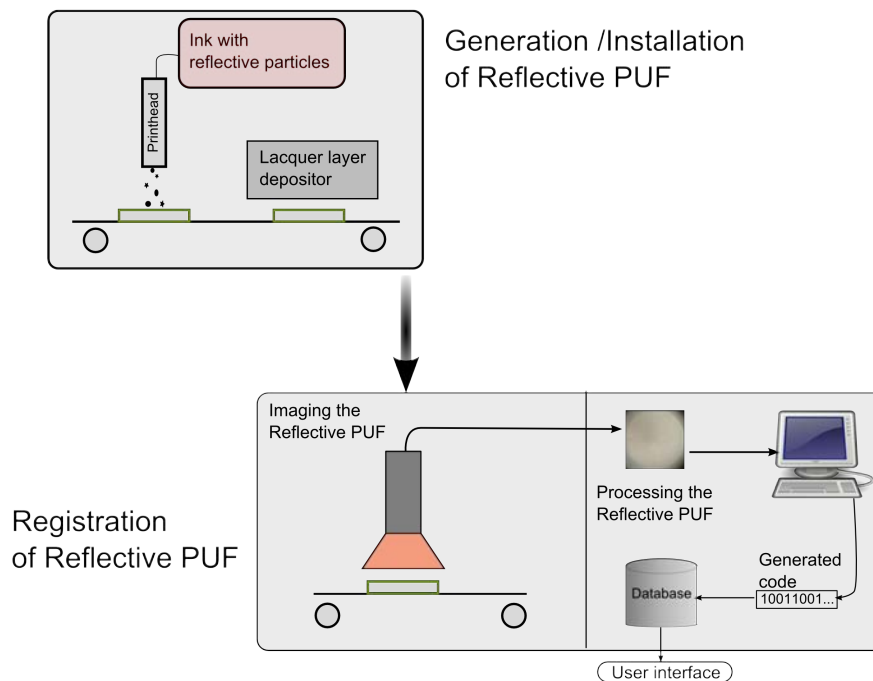 Generation /Installation
of Reflective PUF
Ink with
reflective particles
Printhead
Lacquer layer
depositor
Registration
of Reflective PUF
Imaging the
Reflective PUF
Processing the
Reflective PUF
Generated
code
10011001...
Database
User interface